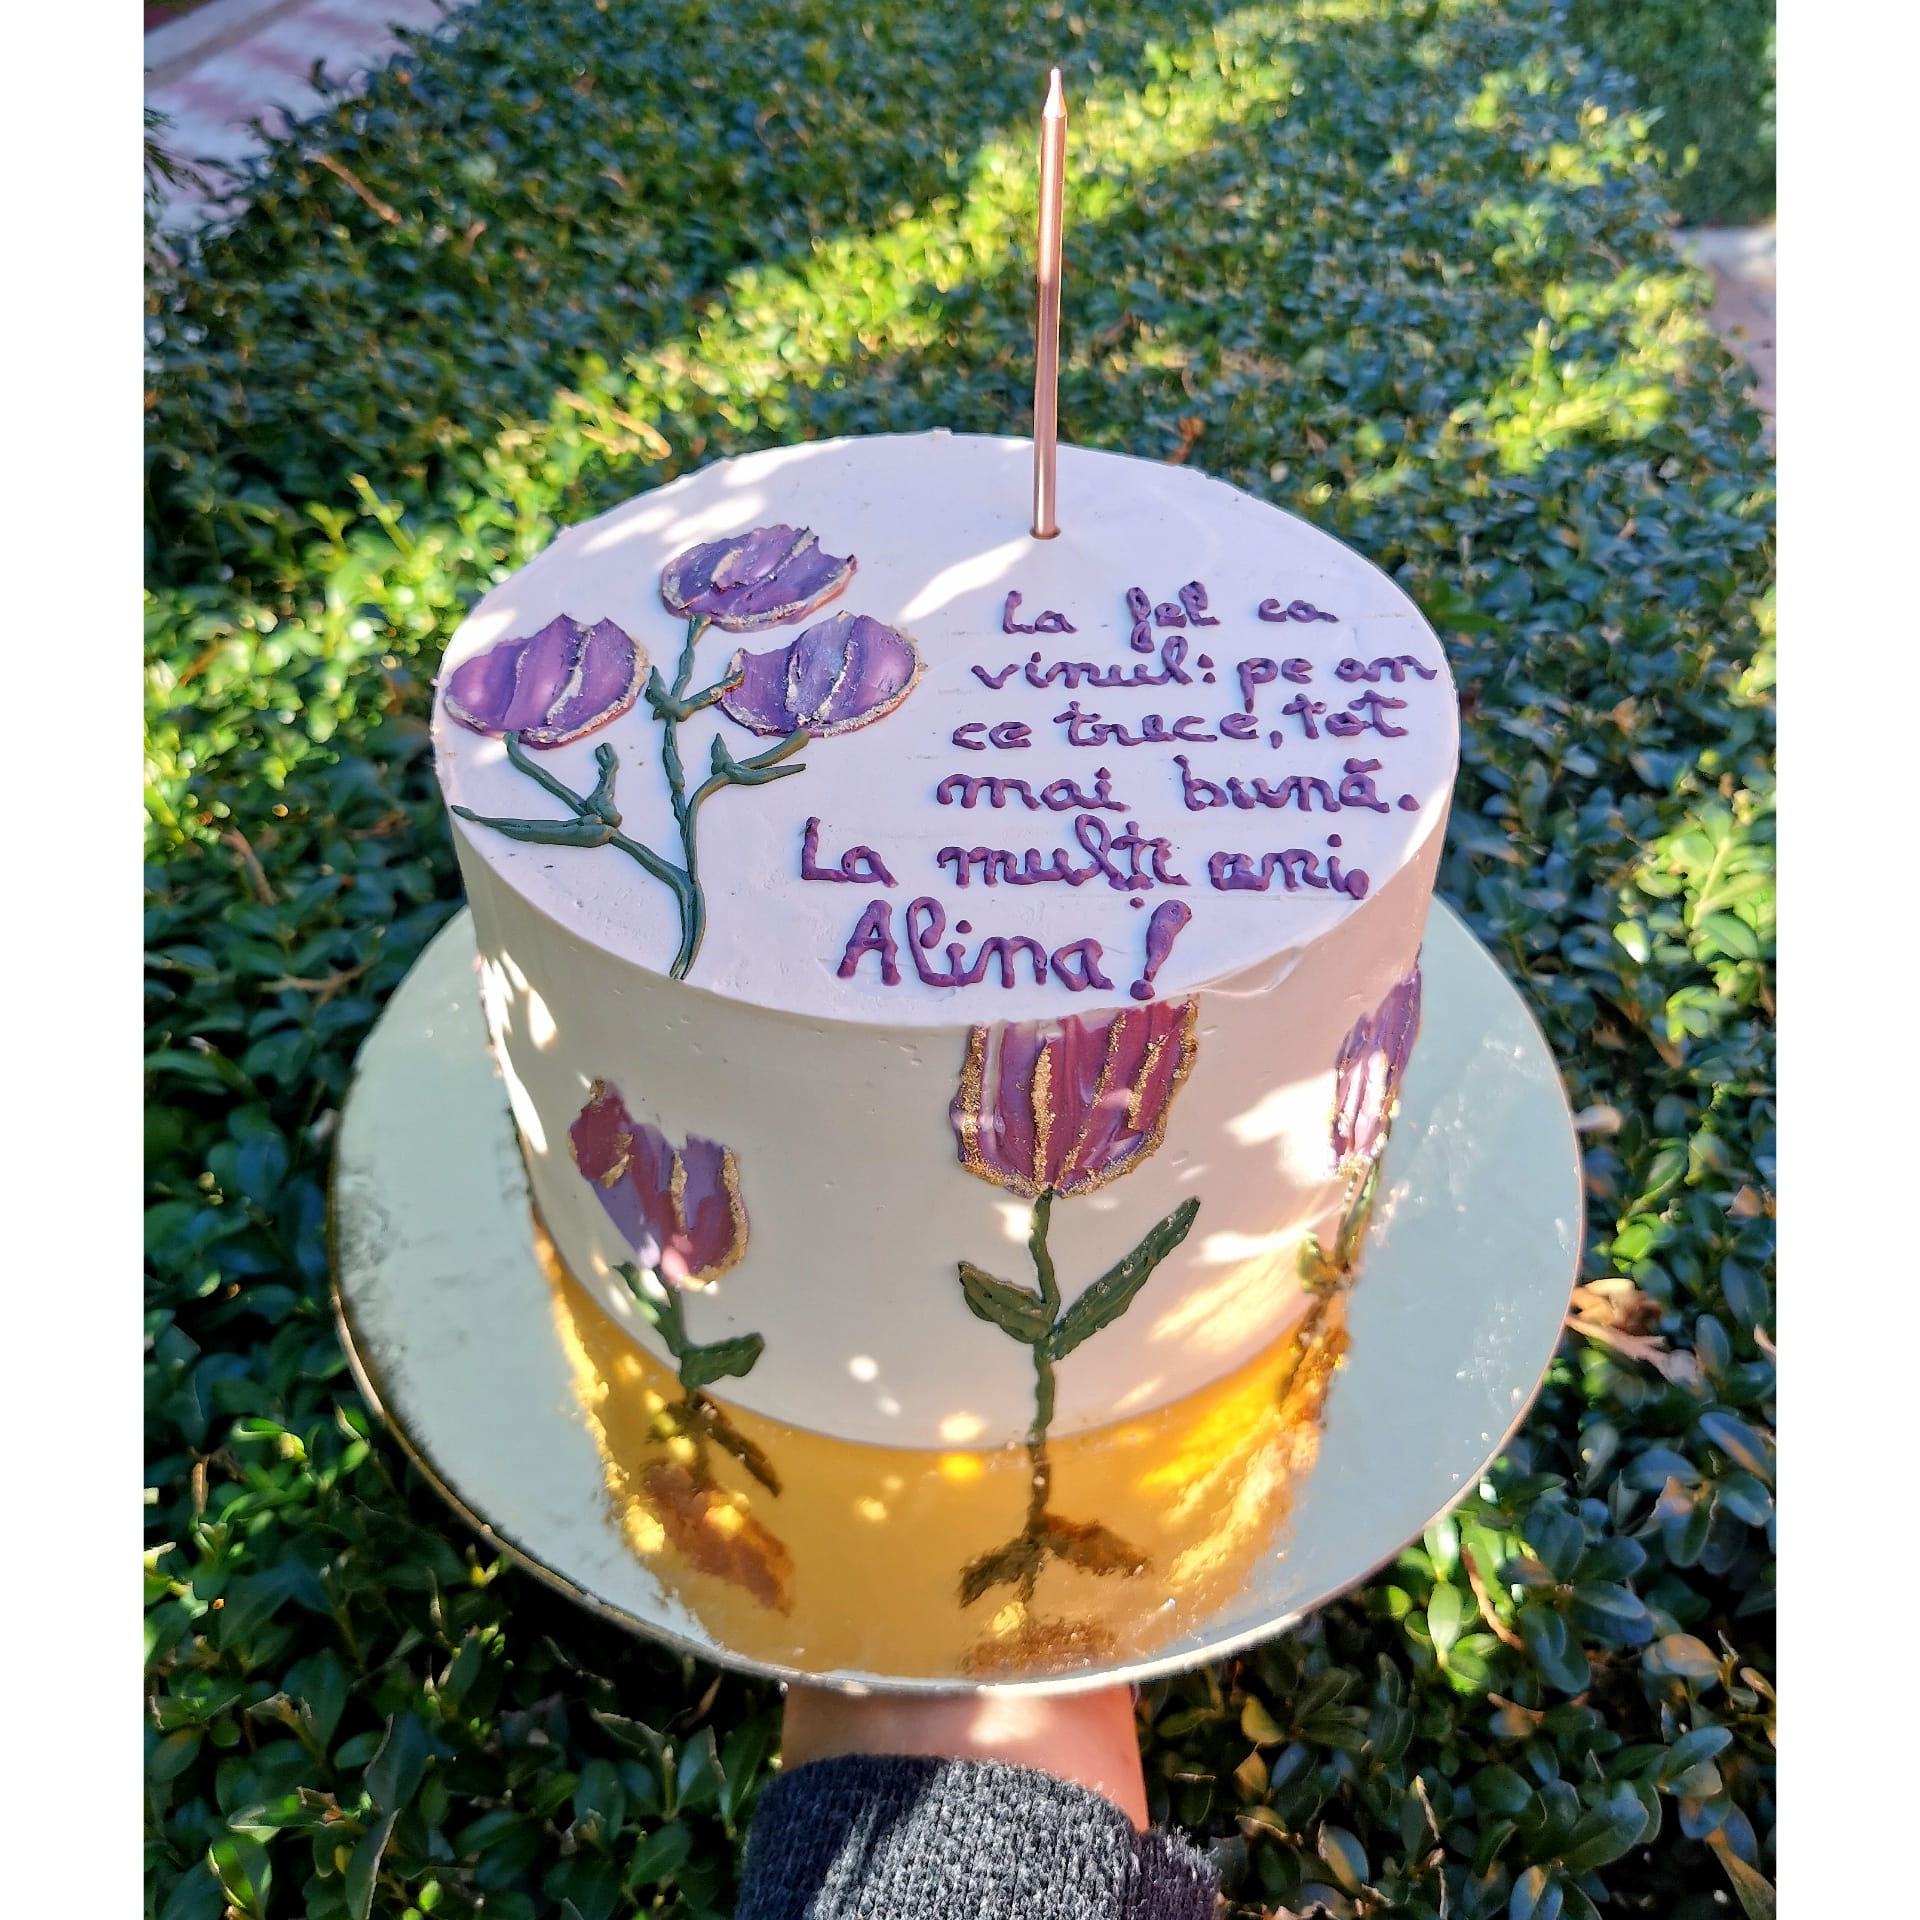 La fel ca
vinul: pe an
ce trece, tot
mai bună.
La mulți ani,
Alina!